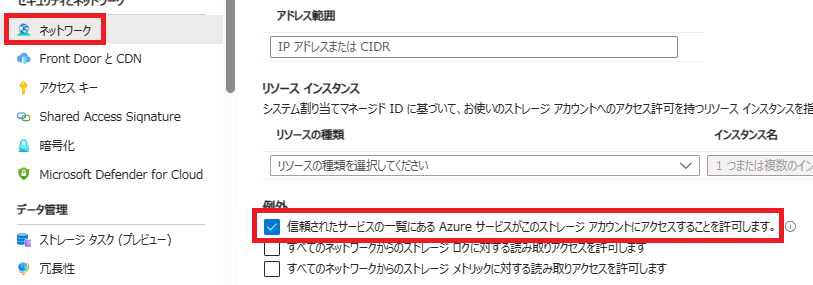 セキュリティとネットワーク
ネットワーク
Front Door と CDN
アクセス キー
Shared Access Signature
暗号化
Microsoft Defender for Cloud
データ管理
ストレージ タスク (プレビュー)
冗長性
アドレス範囲
IP アドレスまたは CIDR
リソース インスタンス
システム割り当てマネージド ID に基づいて、お使いのストレージ アカウントへのアクセス許可を持つリソース インスタンスを指
リソースの種類
インスタンス名
リソースの種類を選択してください
1 つまたは複数のイン
例外
信頼されたサービスの一覧にある Azure サービスがこのストレージ アカウントにアクセスすることを許可します。
すべてのネットワークからのストレージ ログに対する読み取りアクセスを許可します
すべてのネットワークからのストレージ メトリックに対する読み取りアクセスを許可します